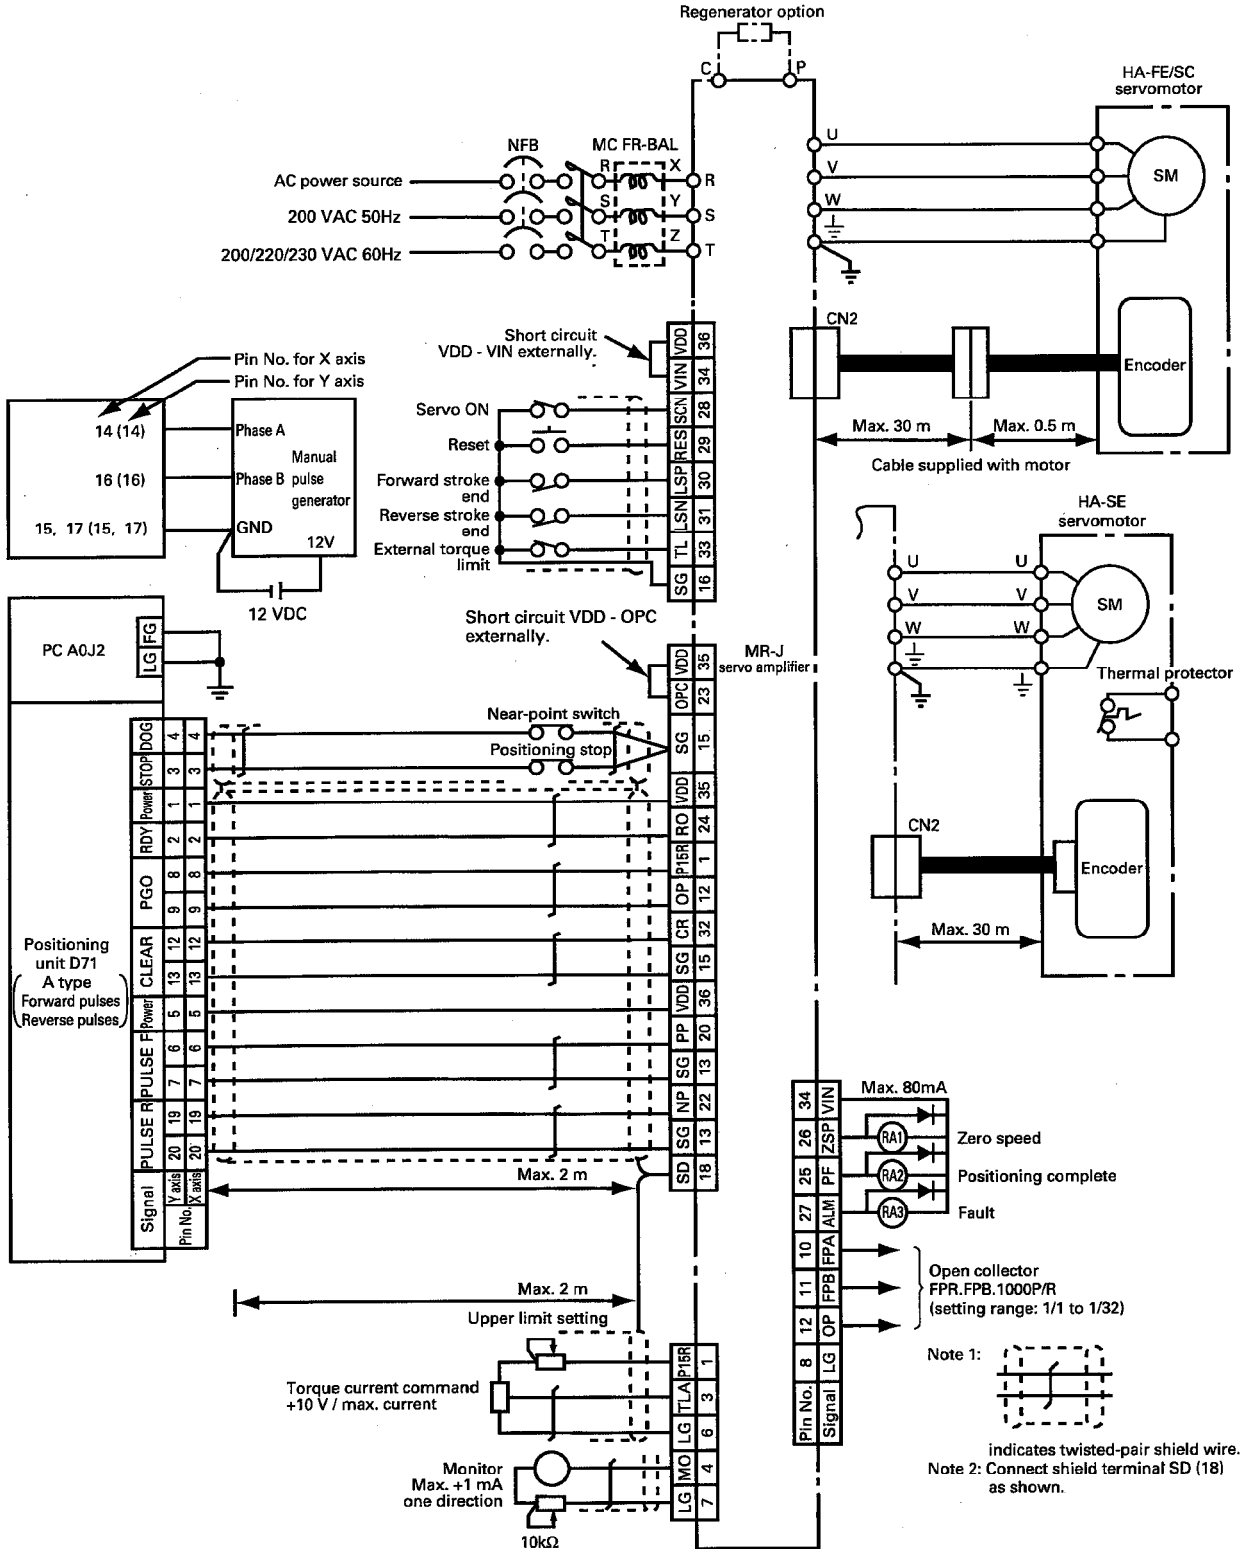 Regenerator option
C
P
HA-FE/SC
servomotor
NFB
MC FR-BAL
U
V
W
SM
AC power source
R
X
R
200 VAC 50Hz
S
Y
S
200/220/230 VAC 60Hz
T
Z
T
CN2
Encoder
Max. 30 m
Max. 0.5 m
Cable supplied with motor
Short circuit
VDD - VIN externally.
VDD 36
VIN 34
Pin No. for X axis
Pin No. for Y axis
14 (14)
Phase A
16 (16)
Phase B
Manual
pulse
generator
15, 17 (15, 17)
GND
12V
12 VDC
Servo ON
SCN 28
Reset
RES 29
Forward stroke
end
LSP 30
Reverse stroke
end
LSN 31
External torque
limit
TL 33
SG 16
HA-SE
servomotor
U
U
V
V
W
W
SM
Thermal protector
CN2
Encoder
Max. 30 m
Short circuit VDD - OPC
externally.
VDD 35
OPC 23
MR-J
servo amplifier
PC A0J2
FG
LG
Near-point switch
Positioning stop
SG 15
VDD 35
RO 24
P15R 1
OP 12
CR 32
SG 15
VDD 36
PP 20
SG 13
NP 22
SG 13
SD 18
Positioning
unit D71
A type
Forward pulses
Reverse pulses
DOG 4 4
STOP 3 3
Power 1 1
RDY 2 2
PGO 8 8
9 9
CLEAR 12 12
13 13
Power 5 5
PULSE F 6 6
7 7
PULSE R 19 19
20 20
Signal
Y axis
X axis
Pin No.
Max. 2 m
Max. 2 m
Upper limit setting
Torque current command
+10 V / max. current
P15R 1
TLA 3
LG 6
Monitor
Max. +1 mA
one direction
MO 4
LG 7
10kΩ
34 VIN
Max. 80mA
26 ZSP
RA1
Zero speed
25 PF
RA2
Positioning complete
27 ALM
RA3
Fault
10 FPA
11 FPB
12 OP
Open collector
FPR.FPB.1000P/R
(setting range: 1/1 to 1/32)
8 LG
Pin No.
Signal
Note 1:
indicates twisted-pair shield wire.
Note 2: Connect shield terminal SD (18)
as shown.